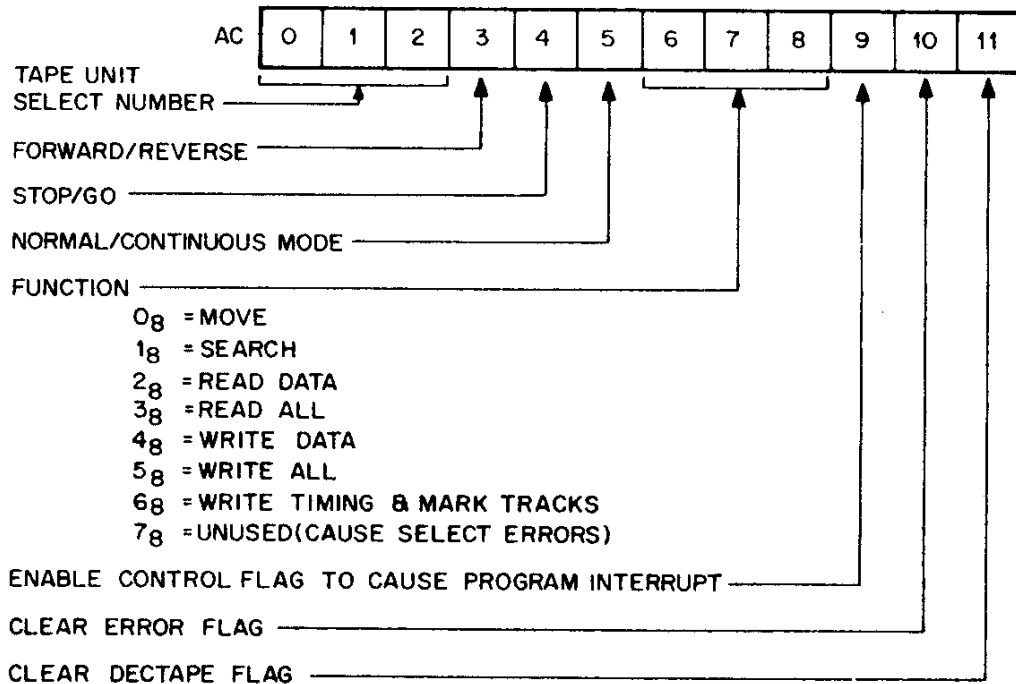 AC 0 1 2 3 4 5 6 7 8 9 10 11
TAPE UNIT
SELECT NUMBER
FORWARD/REVERSE
STOP/GO
NORMAL/CONTINUOUS MODE
FUNCTION
0₈ = MOVE
1₈ = SEARCH
2₈ = READ DATA
3₈ = READ ALL
4₈ = WRITE DATA
5₈ = WRITE ALL
6₈ = WRITE TIMING & MARK TRACKS
7₈ = UNUSED(CAUSE SELECT ERRORS)
ENABLE CONTROL FLAG TO CAUSE PROGRAM INTERRUPT
CLEAR ERROR FLAG
CLEAR DECTAPE FLAG